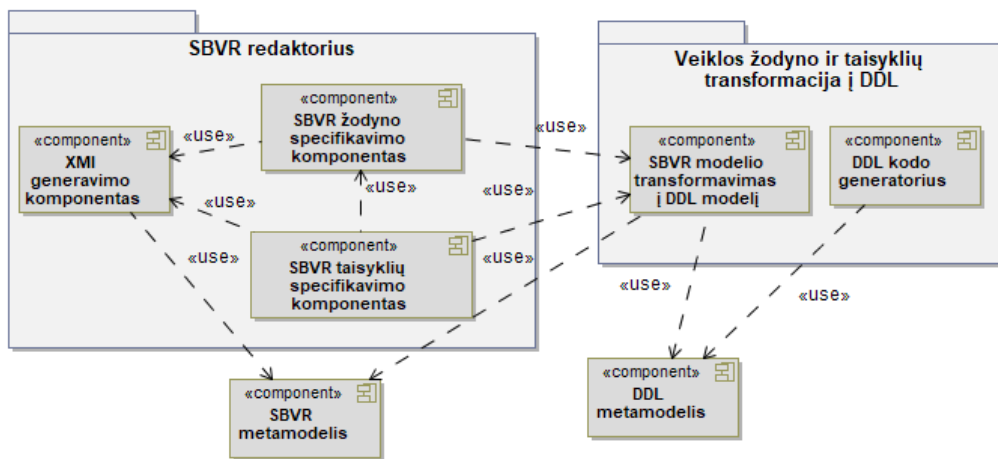 SBVR redaktorius
«component»
XMI
generavimo
komponentas
«use»
«component»
SBVR žodyno
specifikavimo
komponentas
«use»
«use»
«use»
«use»
«component»
SBVR taisyklių
specifikavimo
komponentas
«use»
Veiklos žodyno ir taisyklių
transformacija į DDL
«component»
SBVR modelio
transformavimas
į DDL modelį
«component»
DDL kodo
generatorius
«use»
«use»
«use»
«component»
SBVR
metamodelis
«component»
DDL
metamodelis